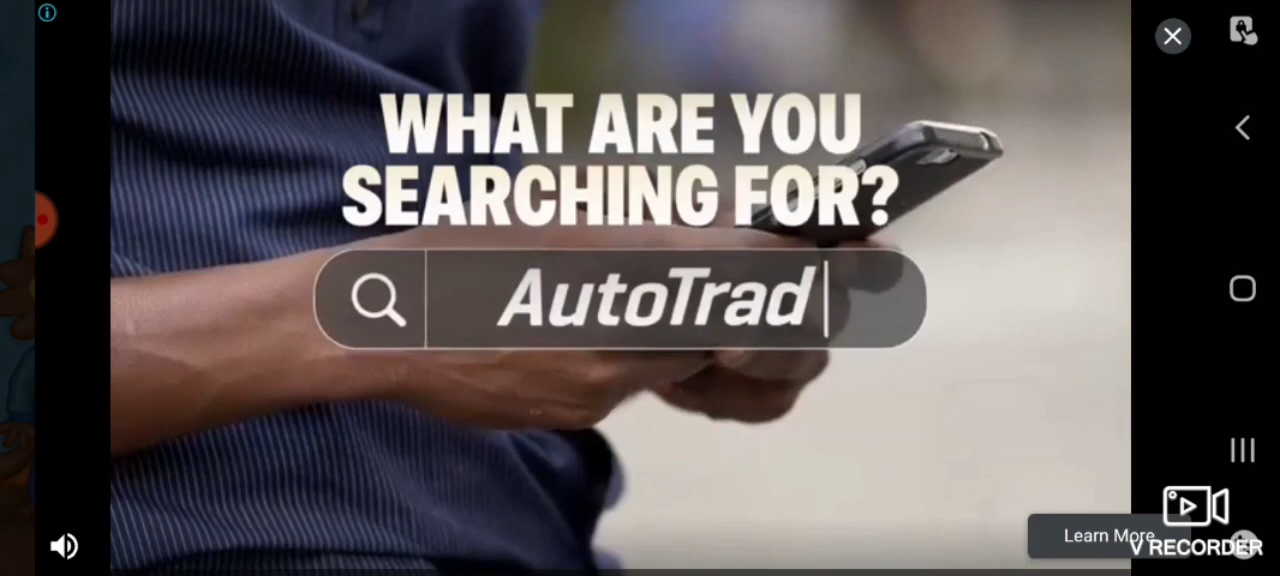 WHAT ARE YOU
SEARCHING FOR?
AutoTrad
Learn More
V RECORDER